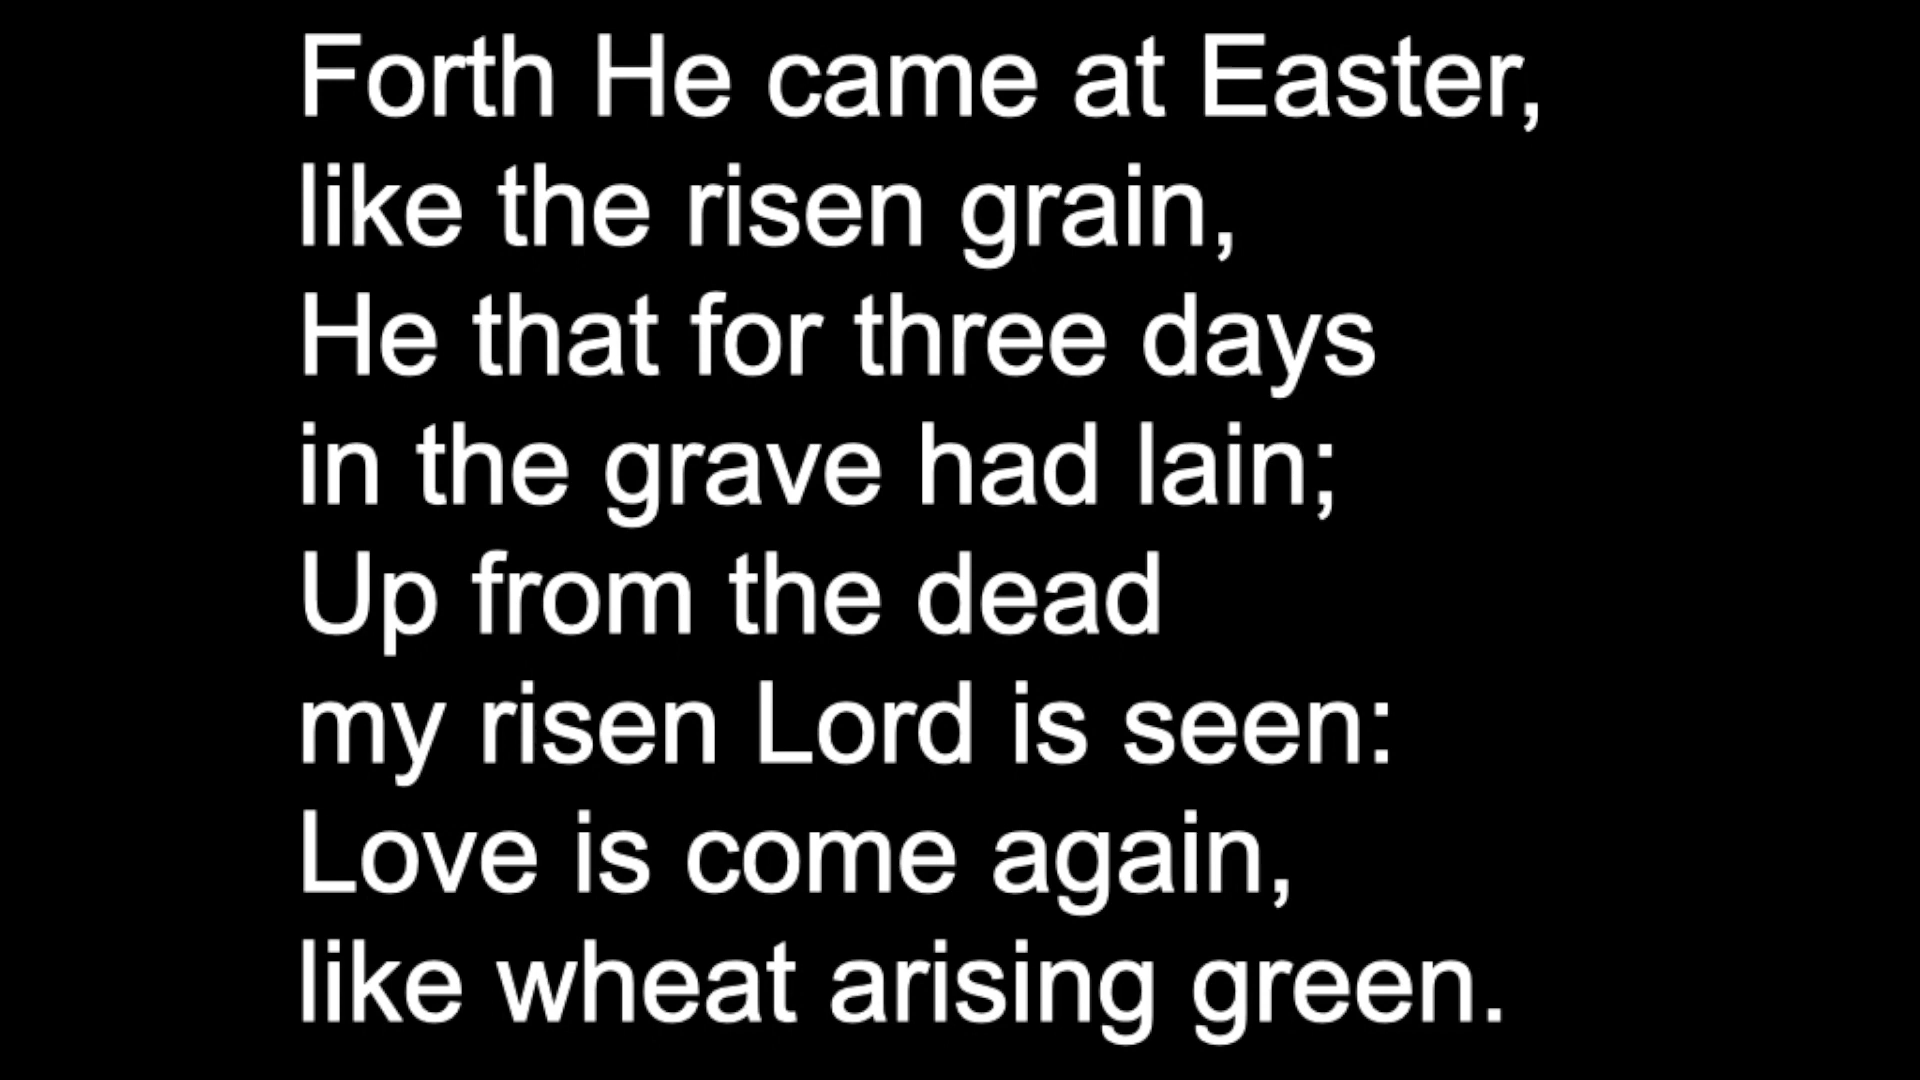 Forth He came at Easter,
like the risen grain,
He that for three days
in the grave had lain;
Up from the dead
my risen Lord is seen:
Love is come again,
like wheat arising green.